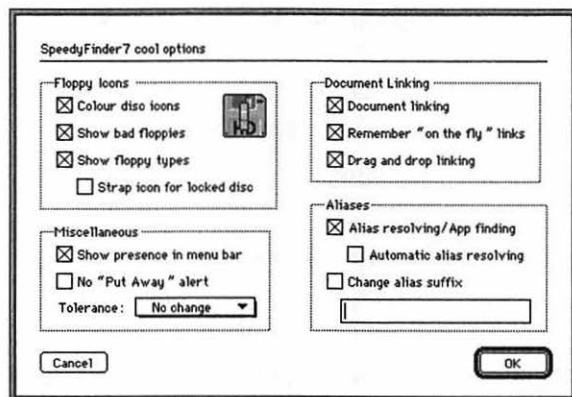 SpeedyFinder7 cool options
Floppy Icons
Colour disc icons
Show bad floppies
Show floppy types
Strap icon for locked disc
HD
Miscellaneous
Show presence in menu bar
No "Put Away" alert
Tolerance: No change
Document Linking
Document linking
Remember "on the fly" links
Drag and drop linking
Aliases
Alias resolving/App finding
Automatic alias resolving
Change alias suffix
Cancel
OK